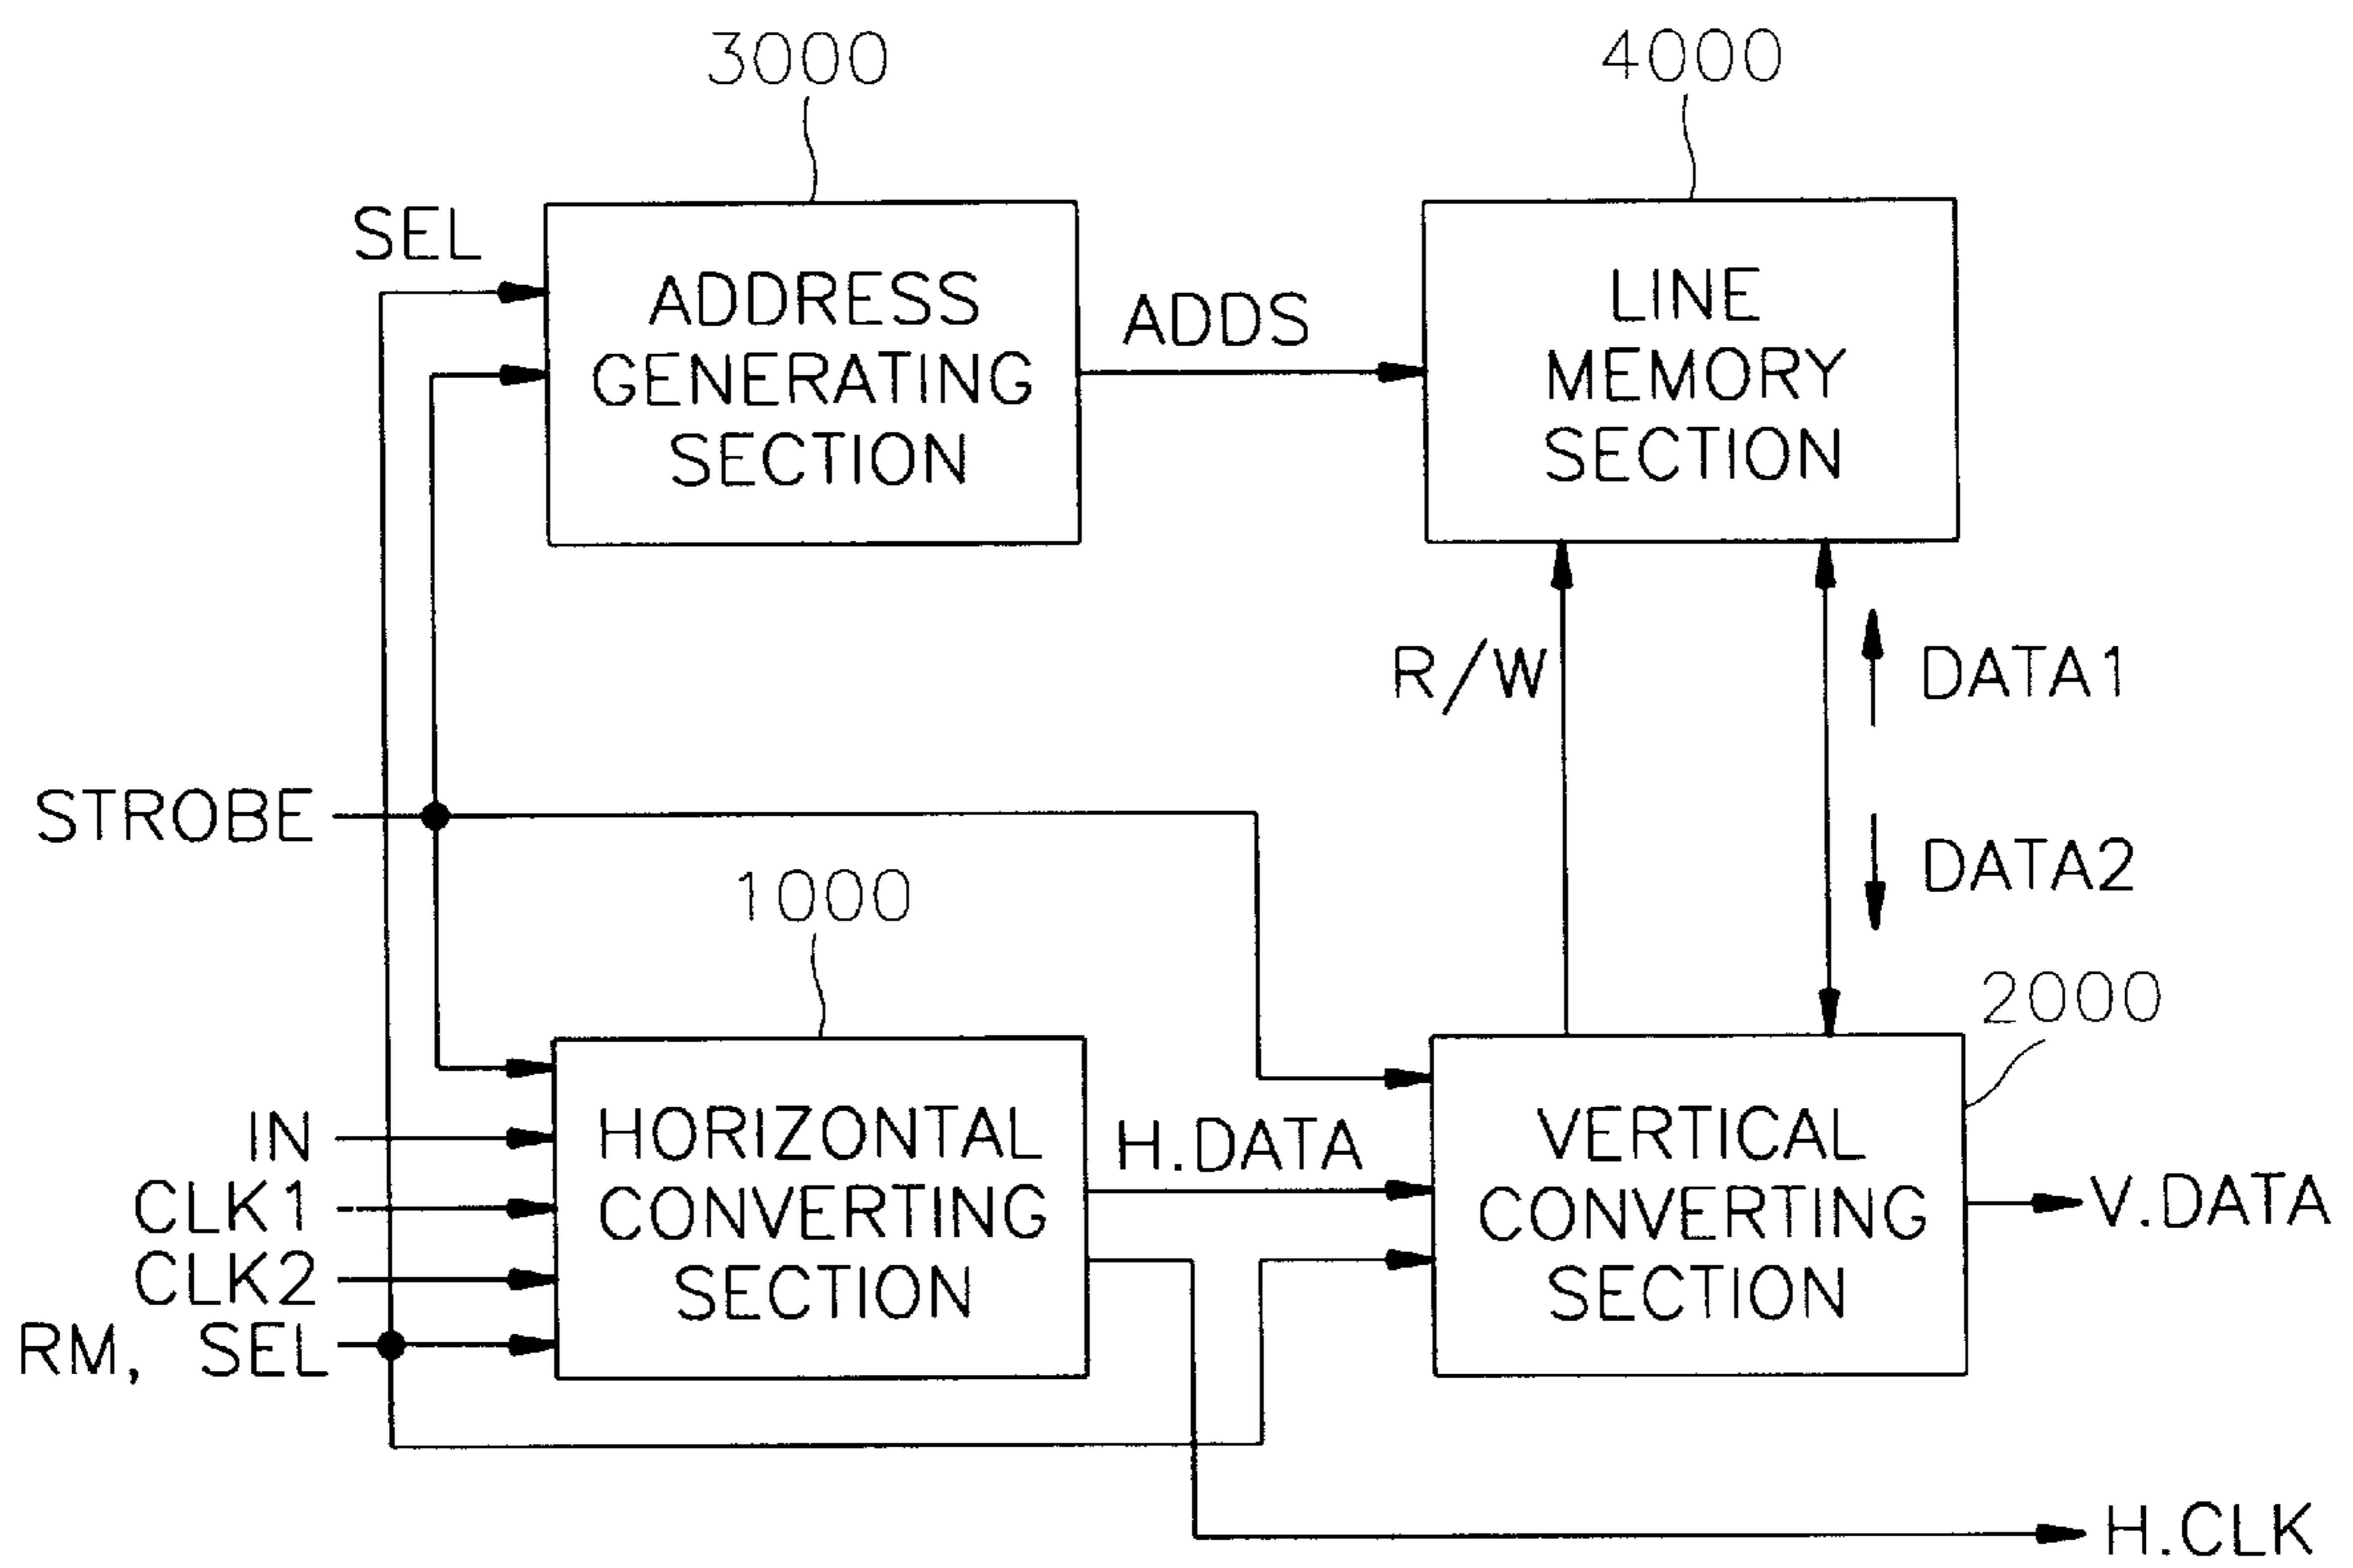 3000
4000
SEL
ADDRESS
GENERATING
SECTION
ADDS
LINE
MEMORY
SECTION
R/W
DATA1
STROBE
DATA2
1000
2000
IN
CLK1
CLK2
RM, SEL
HORIZONTAL
CONVERTING
SECTION
H.DATA
VERTICAL
CONVERTING
SECTION
V.DATA
H.CLK